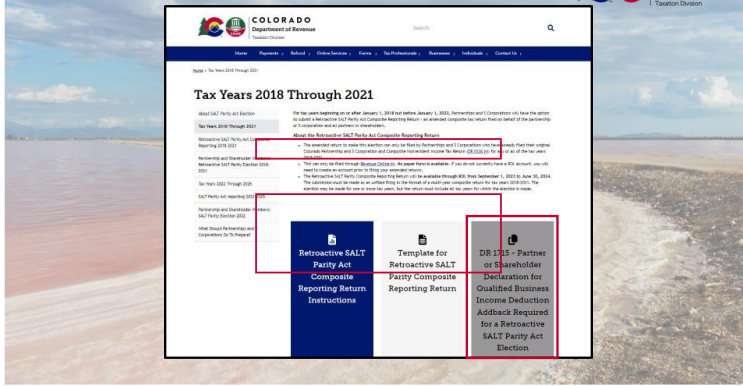 Taxation Division
COLORADO
Department of Revenue
Taxation Division
Search
Home Payments Refund Online Services Forms Tax Professionals Businesses Individuals Contact Us
Home Tax Years 2018 Through 2021
Tax Years 2018 Through 2021
About SALT Parity Act Election
Tax Years 2018 Through 2021
Retroactive SALT Parity Act Composite
Reporting 2018-2021
Partnership and Shareholder Members:
Retroactive SALT Parity Election 2018-
2021
Tax Years 2022 Through 2025
SALT Parity Act reporting 2022-2025
Partnership and Shareholder Members:
SALT Parity Election 2022
What Should Partnerships and S
Corporations Do To Prepare?
For tax years beginning on or after January 1, 2018 but before January 1, 2022, Partnerships and S Corporations will have the option
to submit a Retroactive SALT Parity Act Composite Reporting Return - an amended composite tax return filed on behalf of the partnership
or S corporation and all partners or shareholders.
About the Retroactive SALT Parity Act Composite Reporting Return
The amended return to make this election can only be filed by Partnerships and S Corporations who have already filed their original
Colorado Partnership and S Corporation and Composite Nonresident Income Tax Return (DR 0106) for any or all of the tax years
2018-2021.
This can only be filed through Revenue Online. No paper form is available. If you do not currently have a ROL account, you will
need to create an account prior to filing your amended returns.
The Retroactive SALT Parity Composite Reporting Return will be available through ROL from September 1, 2023 to June 30, 2024.
The submission must be made as an unified filing in the format of a multi-year composite return for tax years 2018-2021. The
election may be made for one or more tax years, but the return must include all tax years for which the election is made.
Retroactive SALT
Parity Act
Composite
Reporting Return
Instructions
Template for
Retroactive SALT
Parity Composite
Reporting Return
DR 1715 - Partner
or Shareholder
Declaration for
Qualified Business
Income Deduction
Addback Required
for a Retroactive
SALT Parity Act
Election